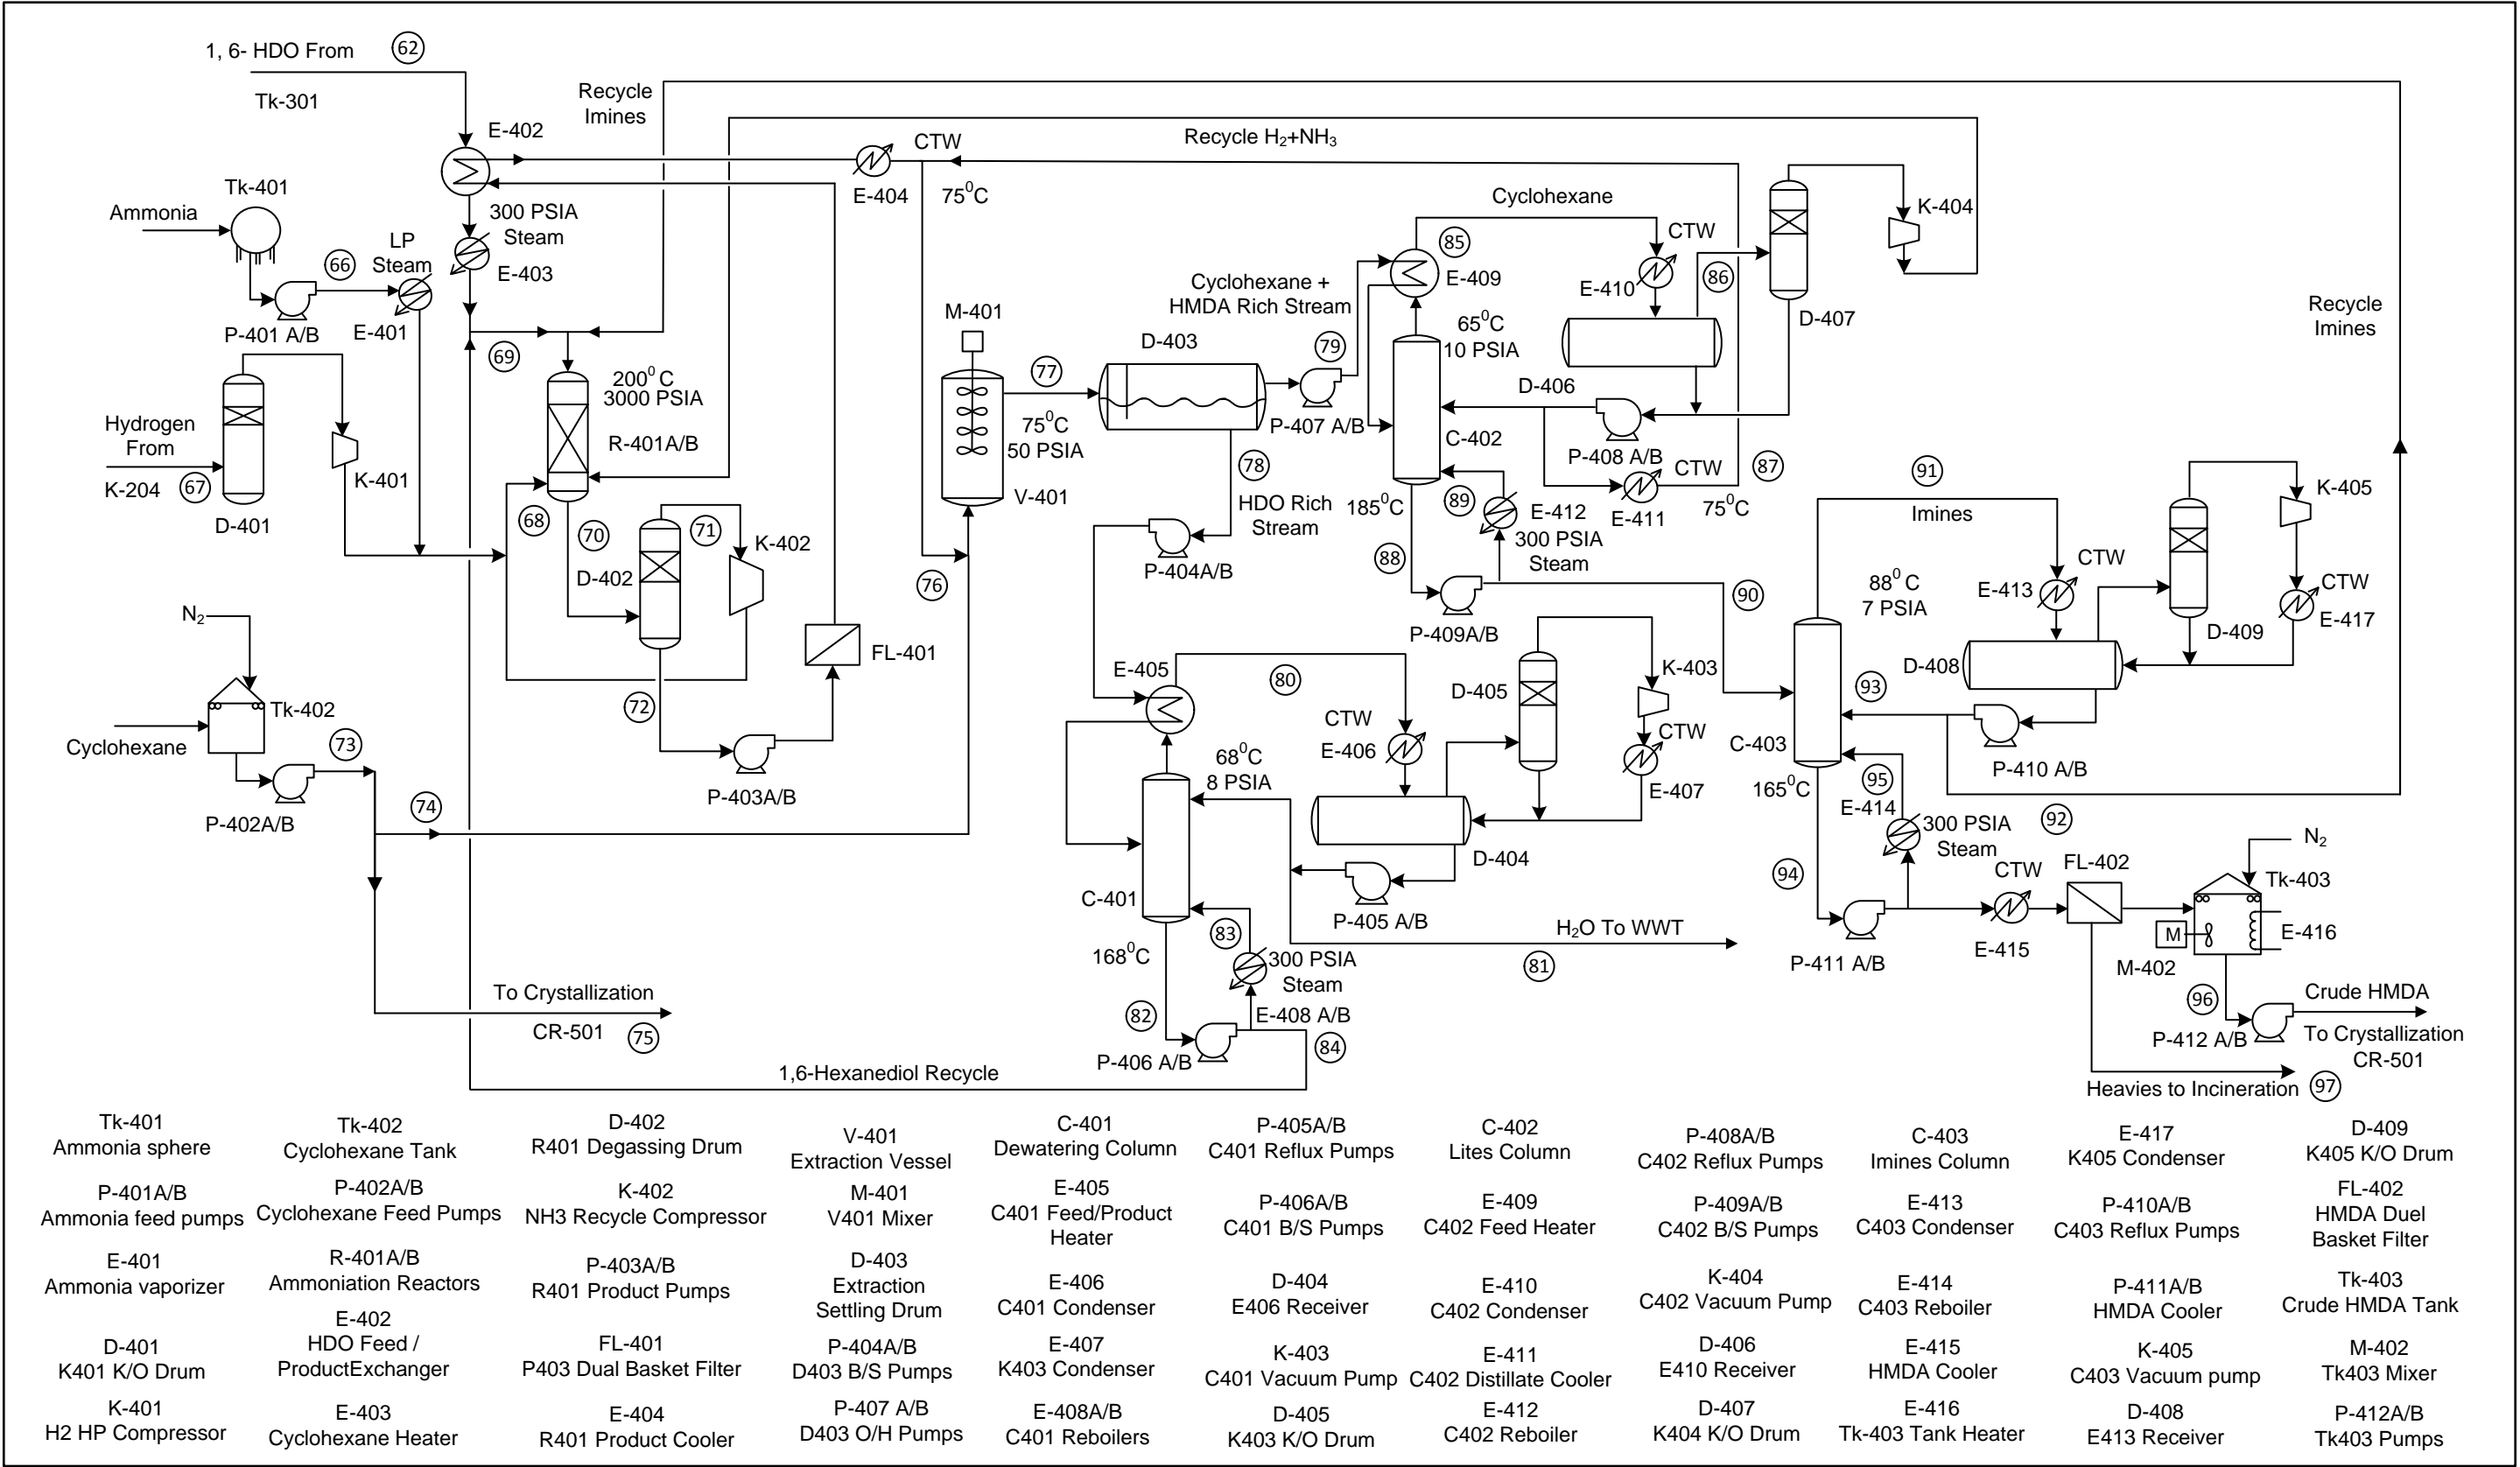 1, 6- HDO From
62
Tk-301
E-402
Recycle
Imines
Recycle H₂+NH₃
CTW
E-404
75⁰C
Tk-401
Ammonia
66
LP
Steam
P-401 A/B
E-401
300 PSIA
Steam
E-403
69
Hydrogen
From
K-204
67
D-401
K-401
200⁰ C
3000 PSIA
R-401A/B
68
70
71
D-402
K-402
72
FL-401
P-403A/B
N₂
Tk-402
Cyclohexane
73
P-402A/B
74
To Crystallization
CR-501
75
76
M-401
V-401
77
75⁰C
50 PSIA
D-403
Cyclohexane +
HMDA Rich Stream
79
P-407 A/B
78
HDO Rich
Stream
P-404A/B
Cyclohexane
85
E-409
CTW
E-410
86
65⁰C
10 PSIA
D-406
D-407
K-404
C-402
P-408 A/B
CTW
E-411
75⁰C
87
185⁰C
89
E-412
300 PSIA
Steam
88
P-409A/B
90
E-405
80
CTW
E-406
68⁰C
8 PSIA
D-405
K-403
CTW
E-407
D-404
P-405 A/B
C-401
168⁰C
83
300 PSIA
Steam
E-408 A/B
82
P-406 A/B
84
H₂O To WWT
81
1,6-Hexanediol Recycle
91
Imines
88⁰ C
7 PSIA
CTW
E-413
D-408
D-409
K-405
CTW
E-417
Recycle
Imines
93
C-403
P-410 A/B
165⁰C
95
E-414
300 PSIA
Steam
92
94
P-411 A/B
CTW
E-415
FL-402
N₂
Tk-403
M
E-416
M-402
96
P-412 A/B
Crude HMDA
To Crystallization
CR-501
Heavies to Incineration
97
Tk-401
Ammonia sphere
P-401A/B
Ammonia feed pumps
E-401
Ammonia vaporizer
D-401
K401 K/O Drum
K-401
H2 HP Compressor
Tk-402
Cyclohexane Tank
P-402A/B
Cyclohexane Feed Pumps
R-401A/B
Ammoniation Reactors
E-402
HDO Feed /
ProductExchanger
E-403
Cyclohexane Heater
D-402
R401 Degassing Drum
K-402
NH3 Recycle Compressor
P-403A/B
R401 Product Pumps
FL-401
P403 Dual Basket Filter
E-404
R401 Product Cooler
V-401
Extraction Vessel
M-401
V401 Mixer
D-403
Extraction
Settling Drum
P-404A/B
D403 B/S Pumps
P-407 A/B
D403 O/H Pumps
C-401
Dewatering Column
E-405
C401 Feed/Product
Heater
E-406
C401 Condenser
E-407
K403 Condenser
E-408A/B
C401 Reboilers
P-405A/B
C401 Reflux Pumps
P-406A/B
C401 B/S Pumps
D-404
E406 Receiver
K-403
C401 Vacuum Pump
D-405
K403 K/O Drum
C-402
Lites Column
E-409
C402 Feed Heater
E-410
C402 Condenser
E-411
C402 Distillate Cooler
E-412
C402 Reboiler
P-408A/B
C402 Reflux Pumps
P-409A/B
C402 B/S Pumps
K-404
C402 Vacuum Pump
D-406
E410 Receiver
D-407
K404 K/O Drum
C-403
Imines Column
E-413
C403 Condenser
E-414
C403 Reboiler
E-415
HMDA Cooler
E-416
Tk-403 Tank Heater
E-417
K405 Condenser
P-410A/B
C403 Reflux Pumps
P-411A/B
HMDA Cooler
K-405
C403 Vacuum pump
D-408
E413 Receiver
D-409
K405 K/O Drum
FL-402
HMDA Duel
Basket Filter
Tk-403
Crude HMDA Tank
M-402
Tk403 Mixer
P-412A/B
Tk403 Pumps